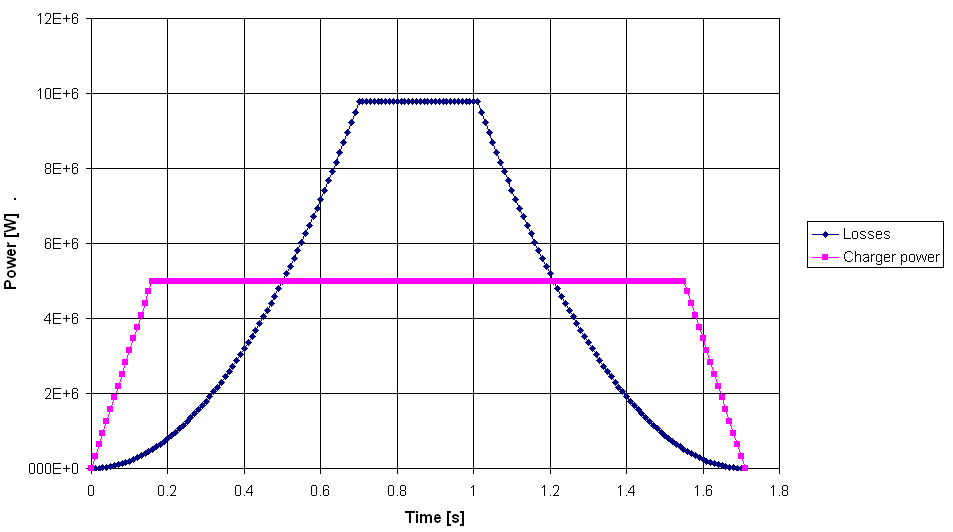 12E+6
10E+6
8E+6
6E+6
4E+6
2E+6
000E+0
Power [W] .
0 0.2 0.4 0.6 0.8 1 1.2 1.4 1.6 1.8
Time [s]
Losses
Charger power